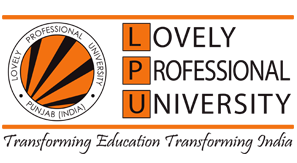 LOVELY PROFESSIONAL UNIVERSITY
PUNJAB (INDIA)
L LOVELY
P PROFESSIONAL
U UNIVERSITY
Transforming Education Transforming India